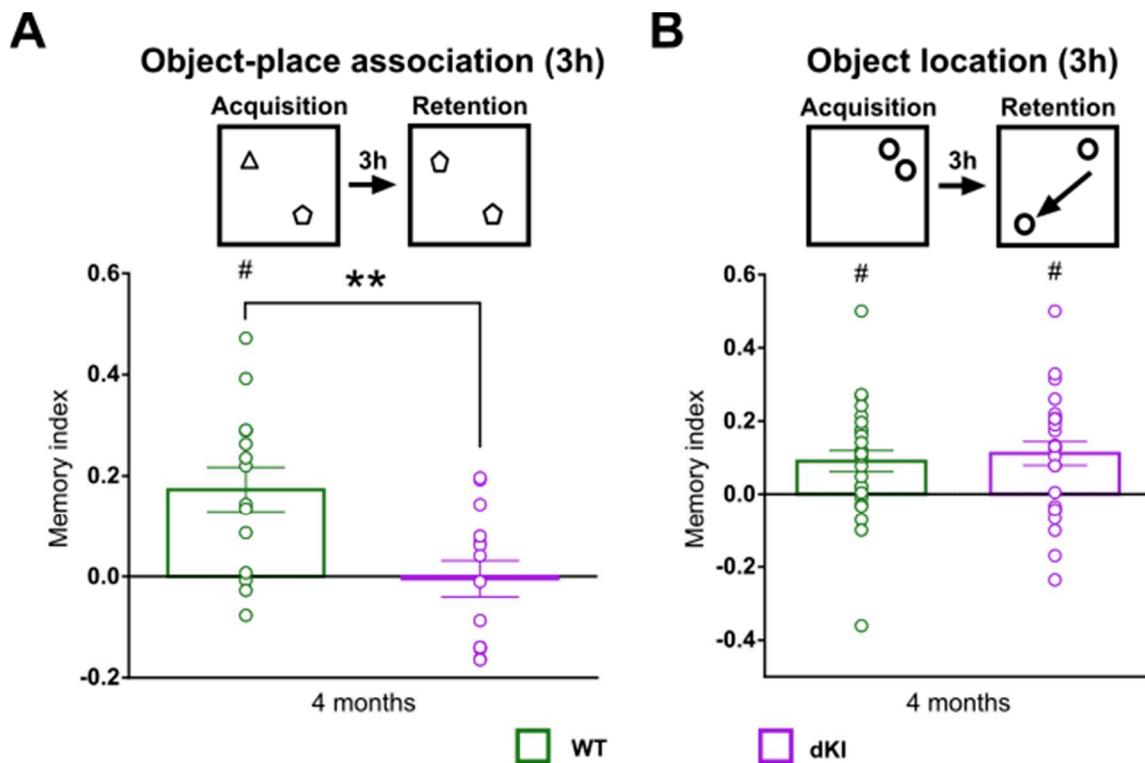 A
Object-place association (3h)
Acquisition
Retention
3h
#
**
0.6
0.4
0.2
0.0
-0.2
Memory index
4 months
B
Object location (3h)
Acquisition
Retention
3h
#
#
0.6
0.4
0.2
0.0
-0.2
-0.4
Memory index
4 months
WT
dKI